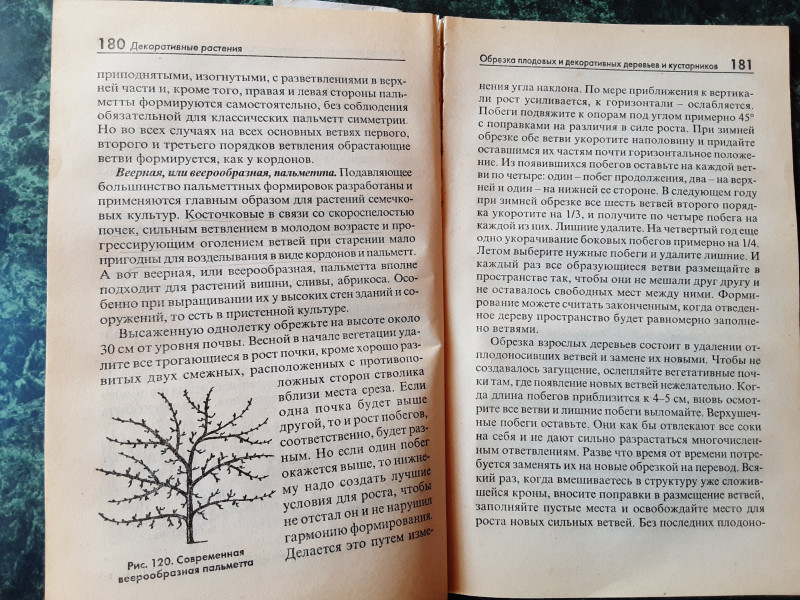 180 Декоративные растения
приподнятыми, изогнутыми, с разветвлениями в верх-
ней части и, кроме того, правая и левая стороны паль-
метты формируются самостоятельно, без соблюдения
обязательной для классических пальметт симметрии.
Но во всех случаях на всех основных ветвях первого,
второго и третьего порядков ветвления обрастающие
ветви формируется, как у кордонов.
Веерная, или веерообразная, пальметта. Подавляющее
большинство пальметтных формировок разработаны и
применяются главным образом для растений семечко-
вых культур. Косточковые в связи со скороспелостью
почек, сильным ветвлением в молодом возрасте и про-
грессирующим оголением ветвей при старении мало
пригодны для возделывания в виде кордонов и пальметт.
А вот веерная, или веерообразная, пальметта вполне
подходит для растений вишни, сливы, абрикоса. Осо-
бенно при выращивании их у высоких стен зданий и со-
оружений, то есть в пристенной культуре.
Высаженную однолетку обрежьте на высоте около
30 см от уровня почвы. Весной в начале вегетации уда-
лите все трогающиеся в рост почки, кроме хорошо раз-
витых двух смежных, расположенных с противопо-
ложных сторон стволика
вблизи места среза. Если
одна почка будет выше
другой, то и рост побегов,
соответственно, будет раз-
ным. Но если один побег
окажется выше, то нижне-
му надо создать лучшие
условия для роста, чтобы
не отстал он и не нарушил
гармонию формирования.
Делается это путем изме-
Рис. 120. Современная
веерообразная пальметта
Обрезка плодовых и декоративных деревьев и кустарников 181
нения угла наклона. По мере приближения к вертика-
ли рост усиливается, к горизонтали – ослабляется.
Побеги подвяжите к опорам под углом примерно 45°
с поправками на различия в силе роста. При зимней
обрезке обе ветви укоротите наполовину и придайте
оставшимся их частям почти горизонтальное положе-
ние. Из появившихся побегов оставьте на каждой вет-
ви по четыре: один – побег продолжения, два – на верх-
ней и один – на нижней ее стороне. В следующем году
при зимней обрезке все шесть ветвей второго поряд-
ка укоротите на 1/3, и получите по четыре побега на
каждой из них. Лишние удалите. На четвертый год еще
одно укорачивание боковых побегов примерно на 1/4.
Летом выберите нужные побеги и удалите лишние. И
каждый раз все образующиеся ветви размещайте в
пространстве так, чтобы они не мешали друг другу и
не оставалось свободных мест между ними. Форми-
рование можете считать законченным, когда отведен-
ное дереву пространство будет равномерно заполне-
но ветвями.
Обрезка взрослых деревьев состоит в удалении от-
плодоносивших ветвей и замене их новыми. Чтобы не
создавалось загущение, ослепляйте вегетативные поч-
ки там, где появление новых ветвей нежелательно. Ког-
да длина побегов приблизится к 4–5 см, вновь осмот-
рите все ветви и лишние побеги выломайте. Верхушеч-
ные побеги оставьте. Они как бы отвлекают все соки
на себя и не дают сильно разрастаться многочислен-
ным ответвлениям. Разве что время от времени потре-
буется заменять их на новые обрезкой на перевод. Вся-
кий раз, когда вмешиваетесь в структуру уже сложив-
шейся кроны, вносите поправки в размещение ветвей,
заполняйте пустые места и освобождайте место для
роста новых сильных ветвей. Без последних плодоно-